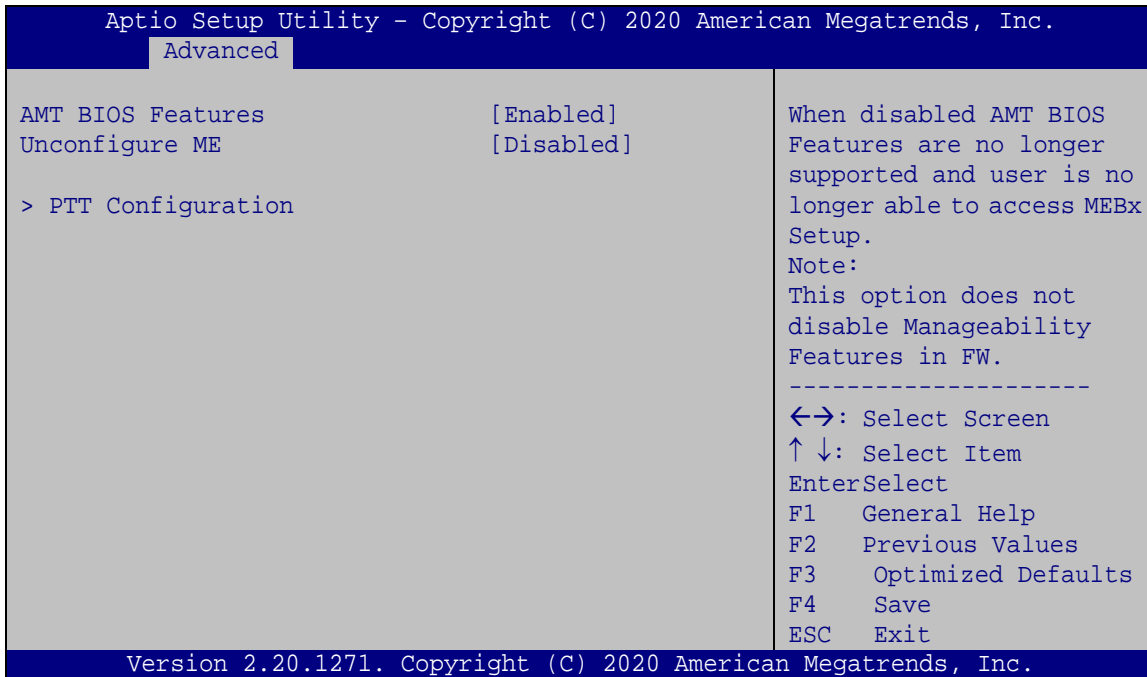 Aptio Setup Utility – Copyright (C) 2020 American Megatrends, Inc.
Advanced
AMT BIOS Features [Enabled]
Unconfigure ME [Disabled]
> PTT Configuration
When disabled AMT BIOS
Features are no longer
supported and user is no
longer able to access MEBx
Setup.
Note:
This option does not
disable Manageability
Features in FW.
---------------------
←→: Select Screen
↑ ↓: Select Item
EnterSelect
F1 General Help
F2 Previous Values
F3 Optimized Defaults
F4 Save
ESC Exit
Version 2.20.1271. Copyright (C) 2020 American Megatrends, Inc.